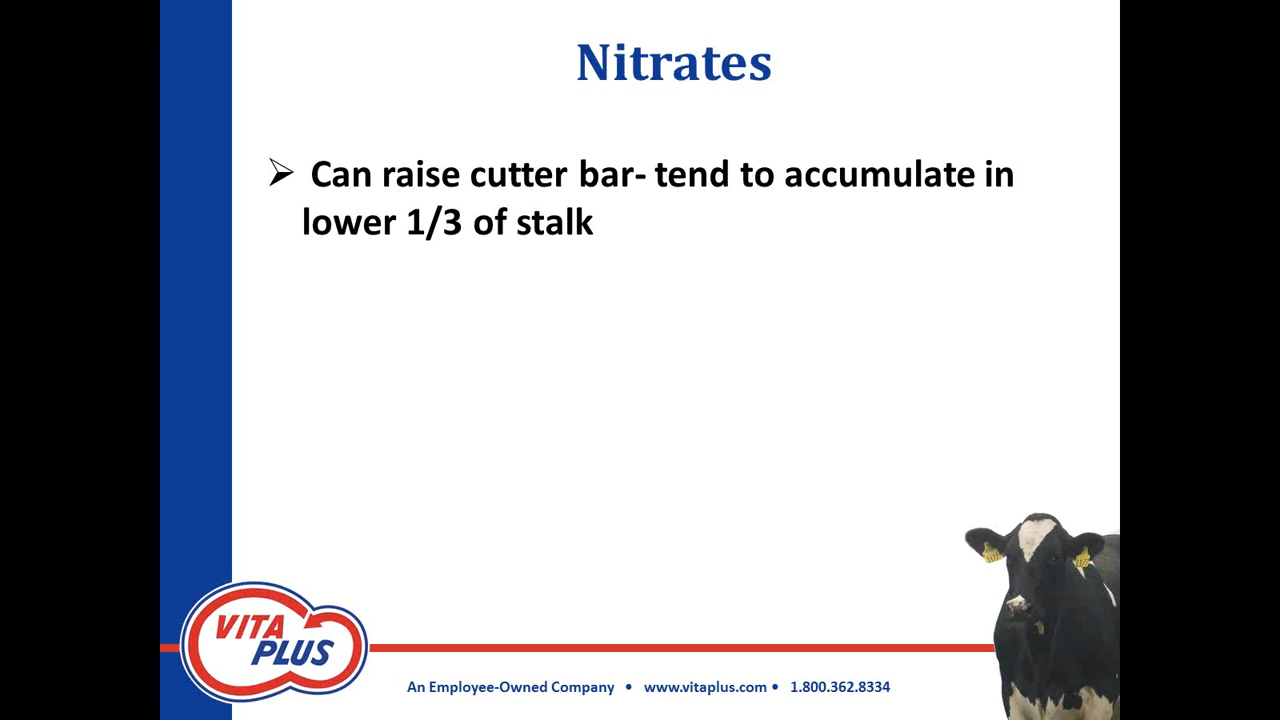 Nitrates
➢ Can raise cutter bar- tend to accumulate in
lower 1/3 of stalk
VITA
PLUS
An Employee-Owned Company • www.vitaplus.com • 1.800.362.8334